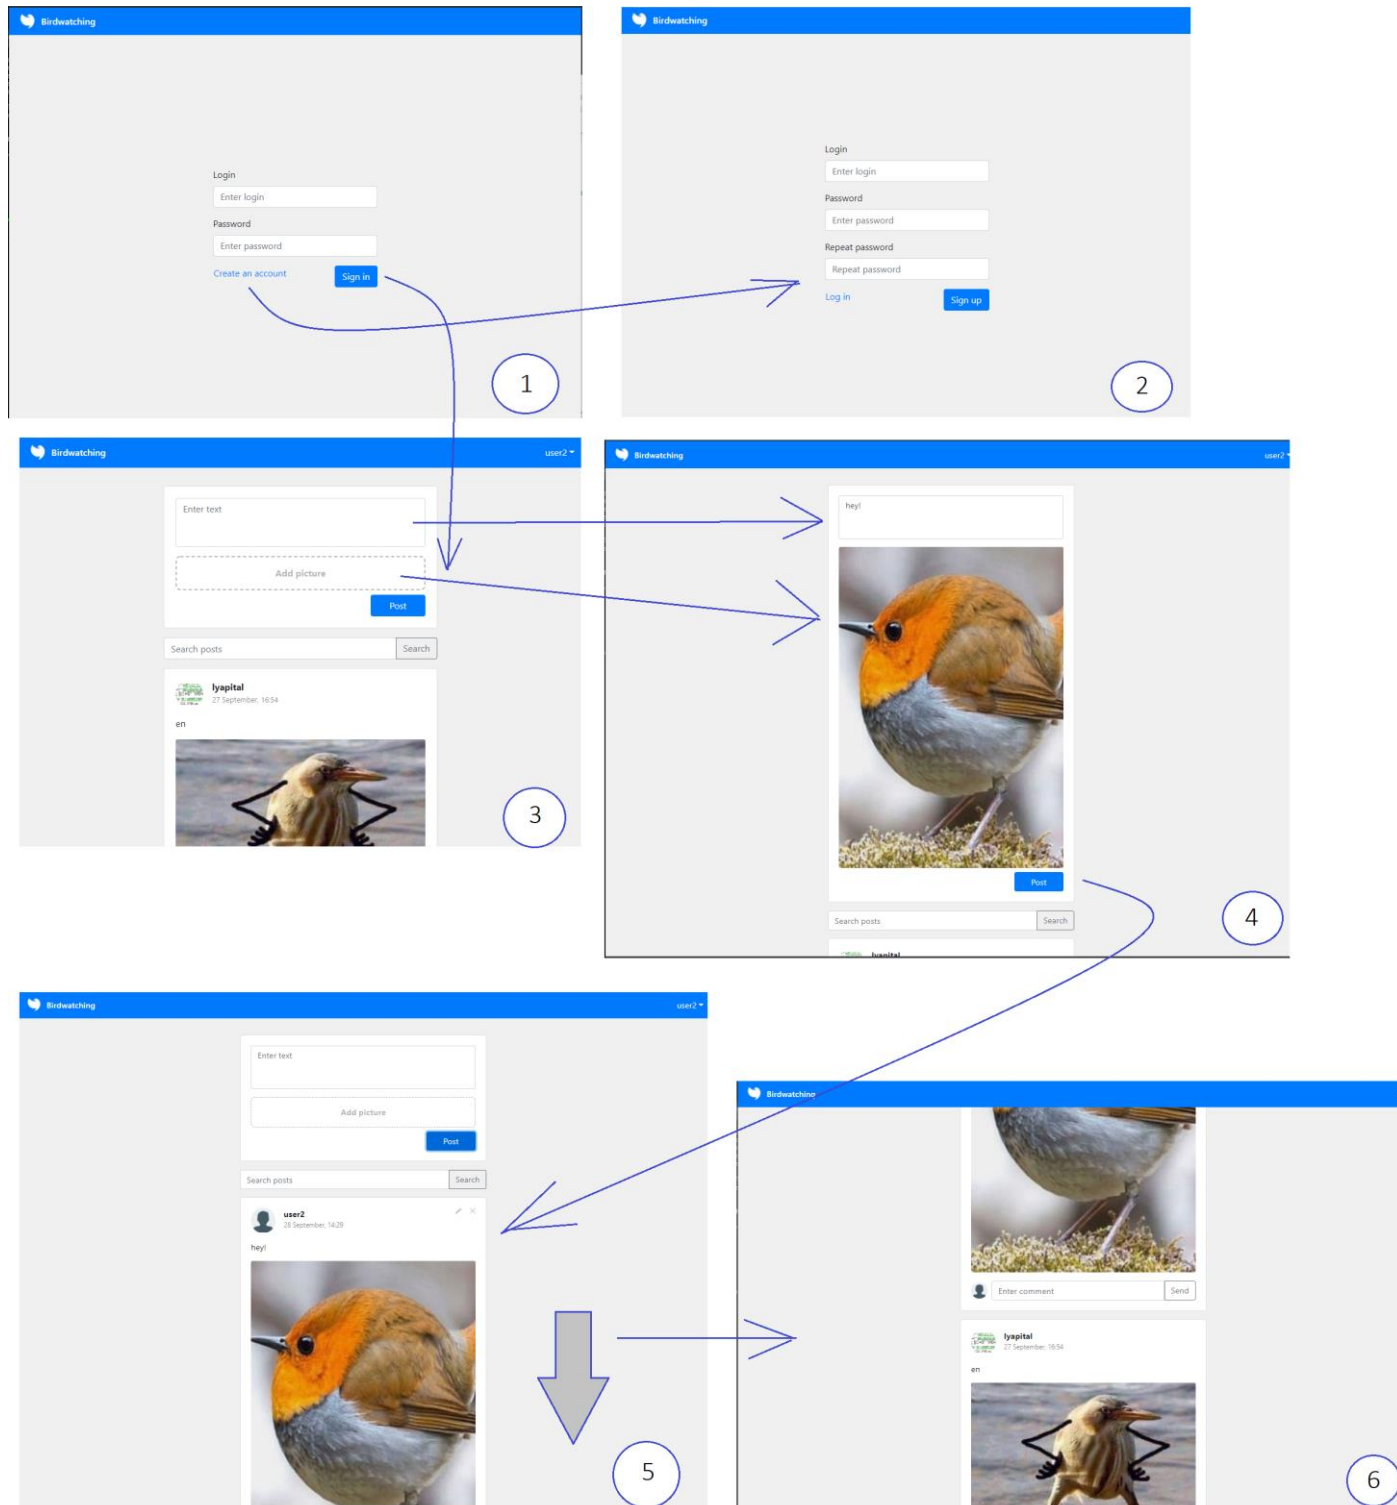 Birdwatching
Login
Enter login
Password
Enter password
Create an account
Sign in
1
Birdwatching
Login
Enter login
Password
Enter password
Repeat password
Repeat password
Log in
Sign up
2
Birdwatching
user2
Enter text
Add picture
Post
Search posts
Search
lyapital
27 September, 16:54
en
3
Birdwatching
user2
hey!
Post
Search posts
Search
lyapital
4
Birdwatching
user2
Enter text
Add picture
Post
Search posts
Search
user2
28 September, 14:29
hey!
5
Birdwatching
Enter comment
Send
lyapital
27 September, 16:54
en
6